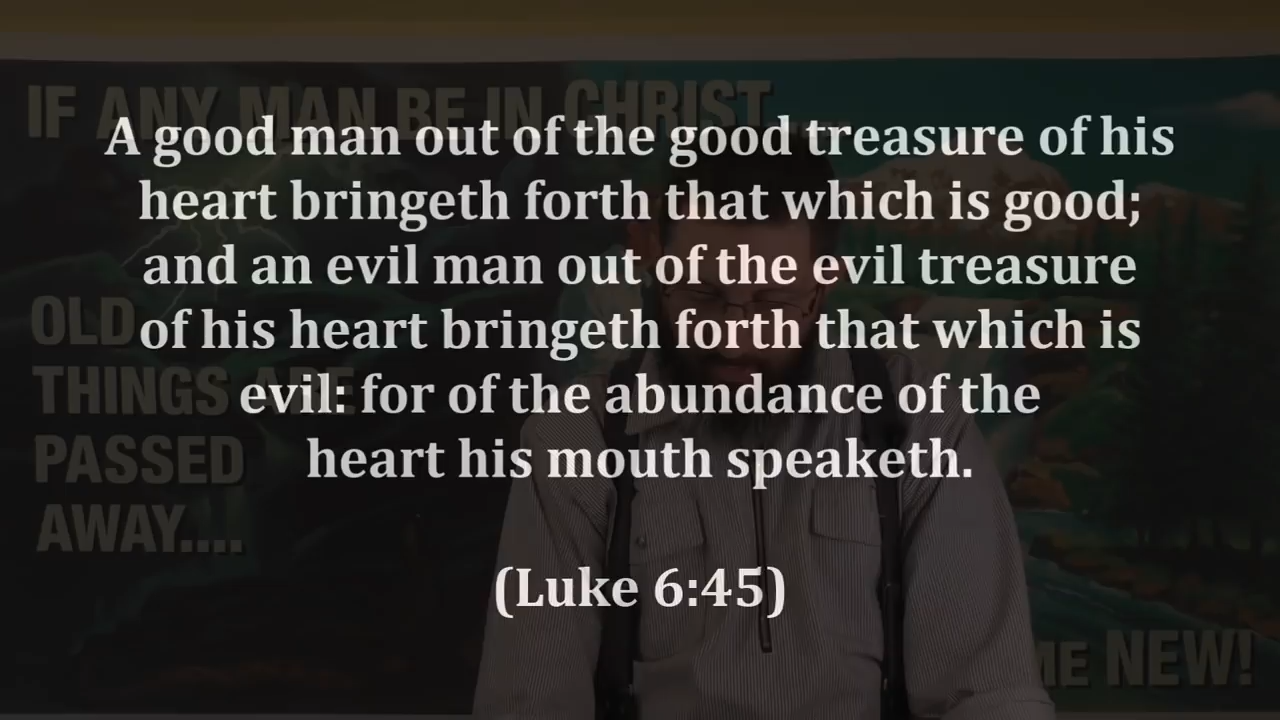 IF ANY MAN BE IN CHRIST....
A good man out of the good treasure of his
heart bringeth forth that which is good;
and an evil man out of the evil treasure
of his heart bringeth forth that which is
evil: for of the abundance of the
heart his mouth speaketh.
(Luke 6:45)
OLD
THINGS ARE
PASSED
AWAY....
ME NEW!